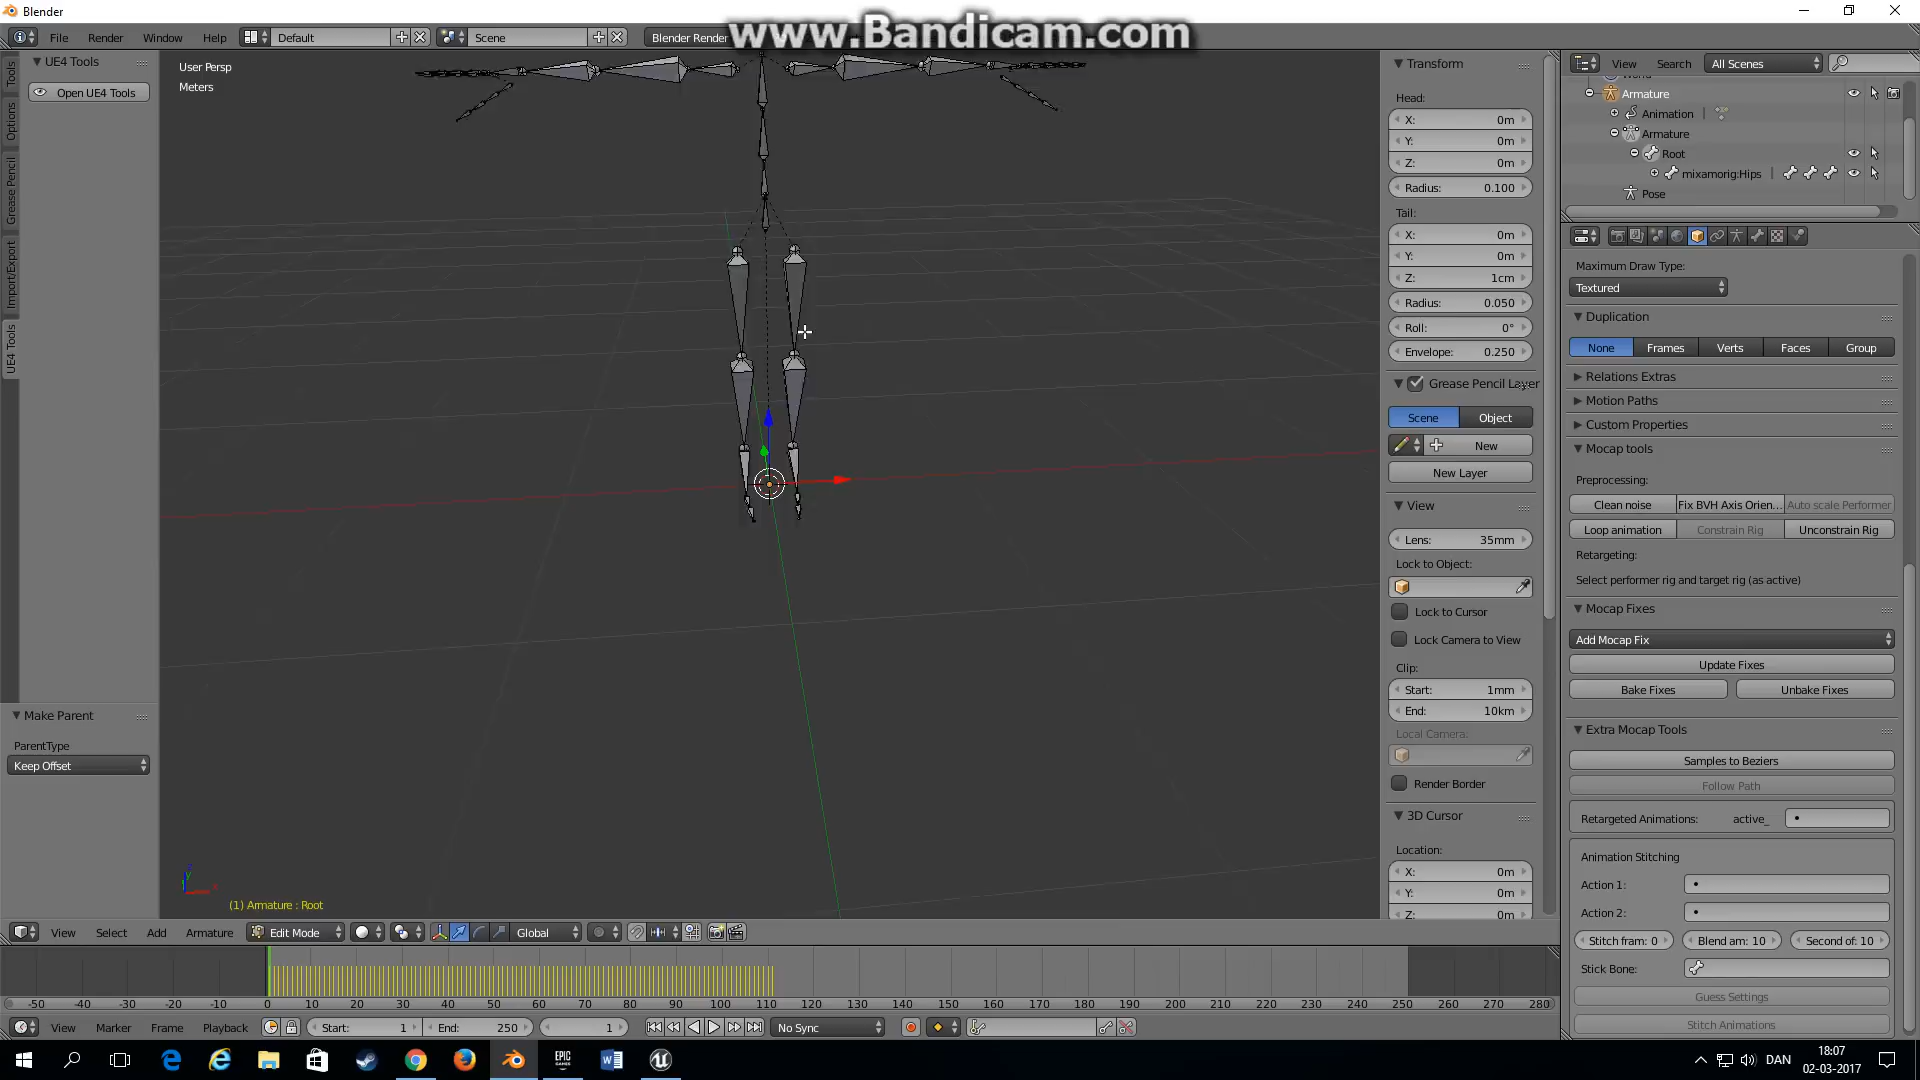 Blender
www.Bandicam.com
File Render Window Help Default Scene Blender Render
UE4 Tools
Open UE4 Tools
Tools
Options
Grease Pencil
Import/Export
UE4 Tools
Make Parent
ParentType
Keep Offset
User Persp
Meters
(1) Armature : Root
Transform
Head:
X: 0m
Y: 0m
Z: 0m
Radius: 0.100
Tail:
X: 0m
Y: 0m
Z: 1cm
Radius: 0.050
Roll: 0°
Envelope: 0.250
Grease Pencil Layer
Scene Object
New
New Layer
View
Lens: 35mm
Lock to Object:
Lock to Cursor
Lock Camera to View
Clip:
Start: 1mm
End: 10km
Local Camera:
Render Border
3D Cursor
Location:
X: 0m
Y: 0m
Z: 0m
View Search All Scenes
World
Armature
Animation
Armature
Root
mixamorig:Hips
Pose
Maximum Draw Type:
Textured
Duplication
None Frames Verts Faces Group
Relations Extras
Motion Paths
Custom Properties
Mocap tools
Preprocessing:
Clean noise Fix BVH Axis Orien... Auto scale Performer
Loop animation Constrain Rig Unconstrain Rig
Retargeting:
Select performer rig and target rig (as active)
Mocap Fixes
Add Mocap Fix
Update Fixes
Bake Fixes Unbake Fixes
Extra Mocap Tools
Samples to Beziers
Follow Path
Retargeted Animations: active_
Animation Stitching
Action 1:
Action 2:
Stitch fram: 0 Blend am: 10 Second of: 10
Stick Bone:
Guess Settings
Stitch Animations
View Select Add Armature Edit Mode Global
-50 -40 -30 -20 -10 0 10 20 30 40 50 60 70 80 90 100 110 120 130 140 150 160 170 180 190 200 210 220 230 240 250 260 270 280
View Marker Frame Playback Start: 1 End: 250 1 No Sync
EPIC GAMES
DAN
18:07
02-03-2017